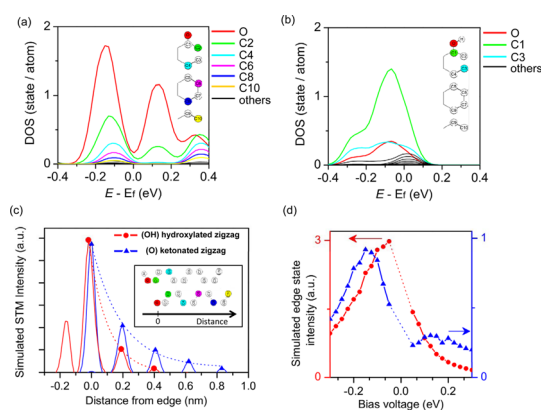 (a)
DOS (state / atom)
2
1
0
-0.4 -0.2 0.0 0.2 0.4
E - Ef (eV)
O
C2
C4
C6
C8
C10
others
(b)
DOS (state / atom)
2
1
0
-0.4 -0.2 0.0 0.2 0.4
E - Ef (eV)
O
C1
C3
others
(c)
Simulated STM Intensity (a.u.)
(OH) hydroxylated zigzag
(O) ketonated zigzag
0 Distance
-0.2 0.0 0.2 0.4 0.6 0.8 1.0
Distance from edge (nm)
(d)
Simulated edge state
intensity (a.u.)
3
0
1
0
-0.2 0.0 0.2
Bias voltage (eV)